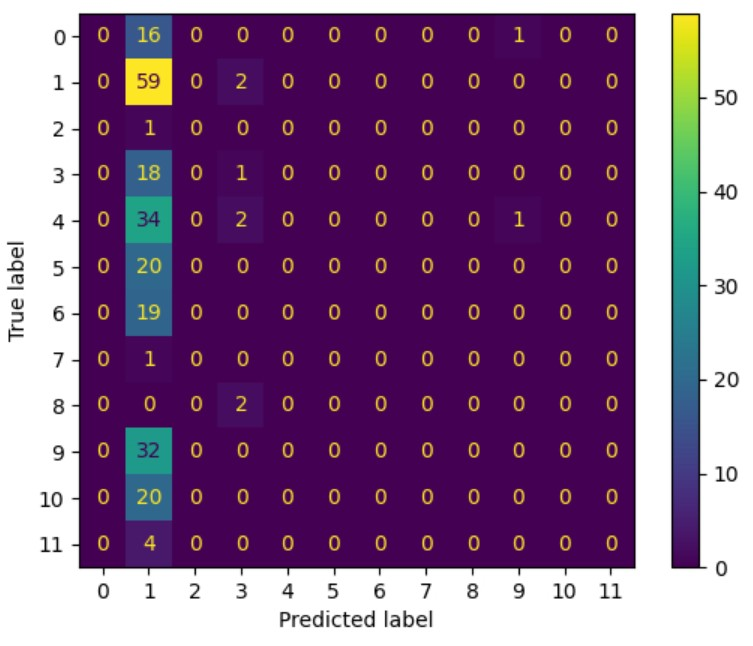 0 0 16 0 0 0 0 0 0 0 1 0 0
1 0 59 0 2 0 0 0 0 0 0 0 0
2 0 1 0 0 0 0 0 0 0 0 0 0
3 0 18 0 1 0 0 0 0 0 0 0 0
4 0 34 0 2 0 0 0 0 0 1 0 0
5 0 20 0 0 0 0 0 0 0 0 0 0
6 0 19 0 0 0 0 0 0 0 0 0 0
7 0 1 0 0 0 0 0 0 0 0 0 0
8 0 0 0 2 0 0 0 0 0 0 0 0
9 0 32 0 0 0 0 0 0 0 0 0 0
10 0 20 0 0 0 0 0 0 0 0 0 0
11 0 4 0 0 0 0 0 0 0 0 0 0
0 1 2 3 4 5 6 7 8 9 10 11
Predicted label
True label
50
40
30
20
10
0